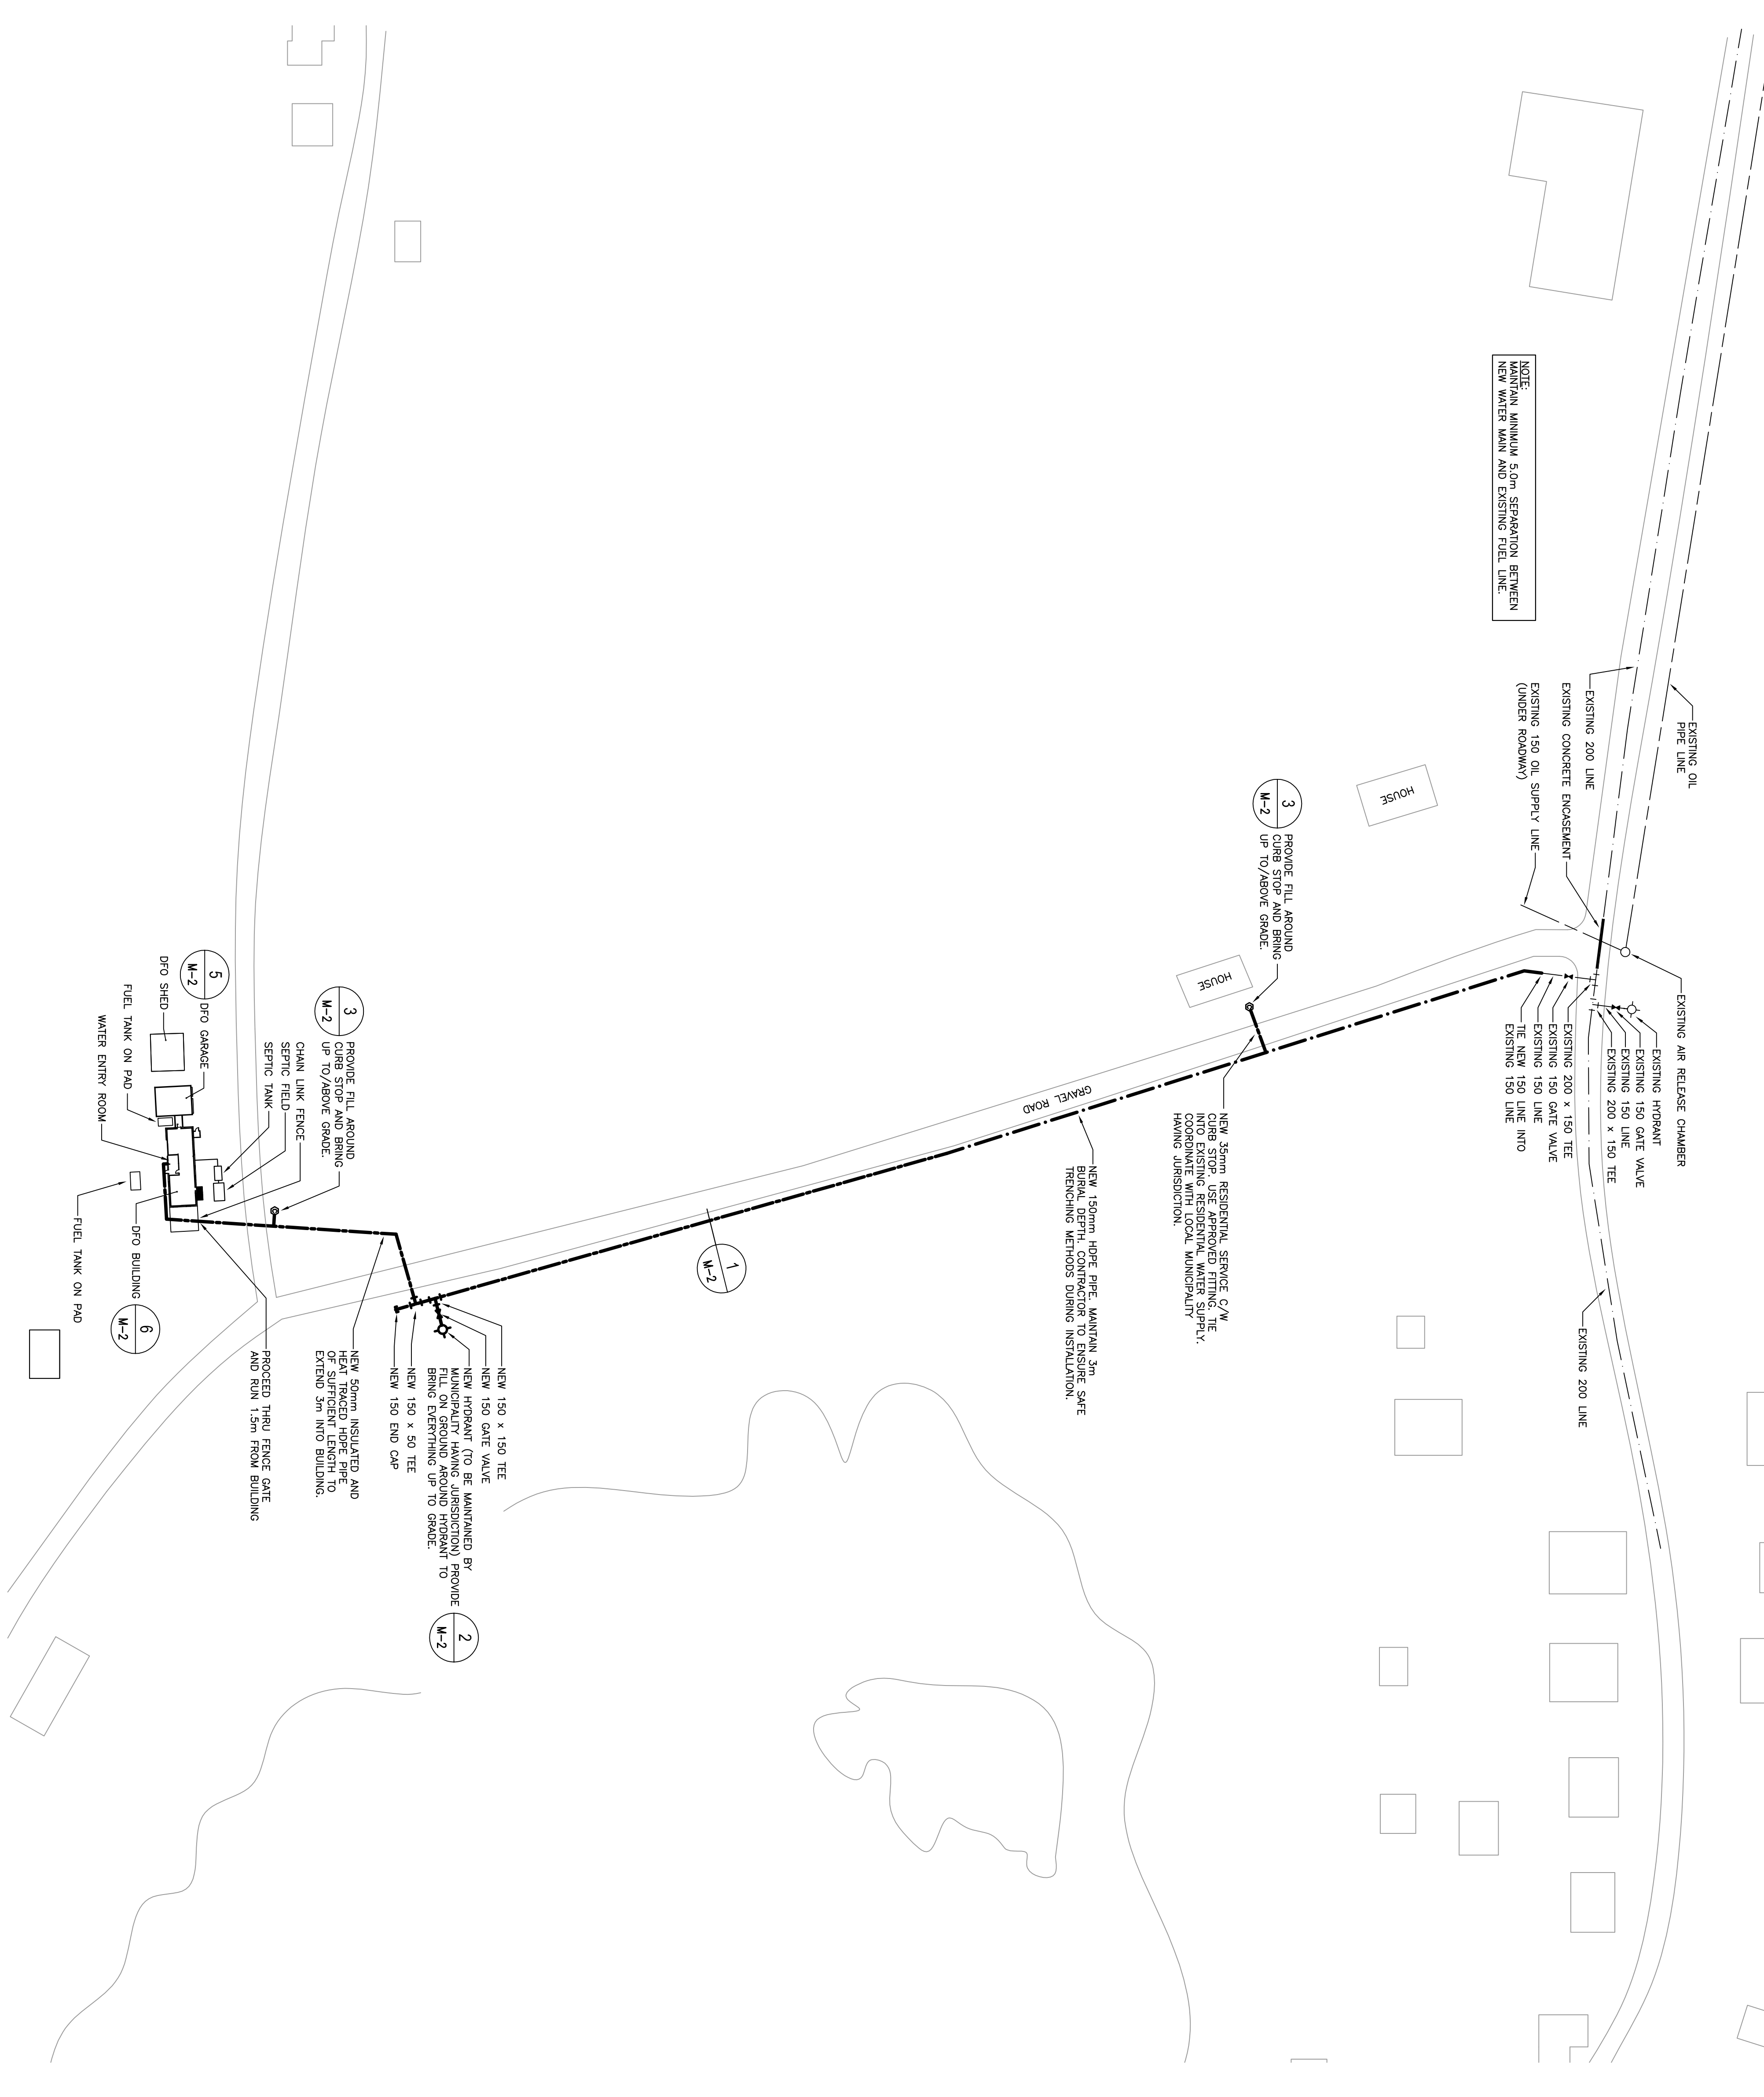 EXISTING OIL
PIPE LINE
EXISTING 200 LINE
EXISTING CONCRETE ENCASEMENT
EXISTING 150 OIL SUPPLY LINE
(UNDER ROADWAY)
NOTE:
MAINTAIN MINIMUM 5.0m SEPARATION BETWEEN
NEW WATER MAIN AND EXISTING FUEL LINE.
EXISTING AIR RELEASE CHAMBER
EXISTING HYDRANT
EXISTING 150 GATE VALVE
EXISTING 150 LINE
EXISTING 200 x 150 TEE
EXISTING 200 x 150 TEE
EXISTING 150 GATE VALVE
EXISTING 150 LINE
TIE NEW 150 LINE INTO
EXISTING 150 LINE
EXISTING 200 LINE
HOUSE
3
M-2
PROVIDE FILL AROUND
CURB STOP AND BRING
UP TO/ABOVE GRADE.
HOUSE
NEW 35mm RESIDENTIAL SERVICE C/W
CURB STOP. USE APPROVED FITTING. TIE
INTO EXISTING RESIDENTIAL WATER SUPPLY.
COORDINATE WITH LOCAL MUNICIPALITY
HAVING JURISDICTION.
GRAVEL ROAD
NEW 150mm HDPE PIPE. MAINTAIN 3m
BURIAL DEPTH. CONTRACTOR TO ENSURE SAFE
TRENCHING METHODS DURING INSTALLATION.
1
M-2
NEW 150 x 150 TEE
NEW 150 GATE VALVE
NEW HYDRANT (TO BE MAINTAINED BY
MUNICIPALITY HAVING JURISDICTION) PROVIDE
FILL ON GROUND AROUND HYDRANT TO
BRING EVERYTHING UP TO GRADE.
2
M-2
NEW 150 x 50 TEE
NEW 150 END CAP
NEW 50mm INSULATED AND
HEAT TRACED HDPE PIPE
OF SUFFICIENT LENGTH TO
EXTEND 3m INTO BUILDING.
PROCEED THRU FENCE GATE
AND RUN 1.5m FROM BUILDING
3
M-2
PROVIDE FILL AROUND
CURB STOP AND BRING
UP TO/ABOVE GRADE.
CHAIN LINK FENCE
SEPTIC FIELD
SEPTIC TANK
5
M-2
DFO GARAGE
DFO SHED
FUEL TANK ON PAD
WATER ENTRY ROOM
DFO BUILDING
6
M-2
FUEL TANK ON PAD